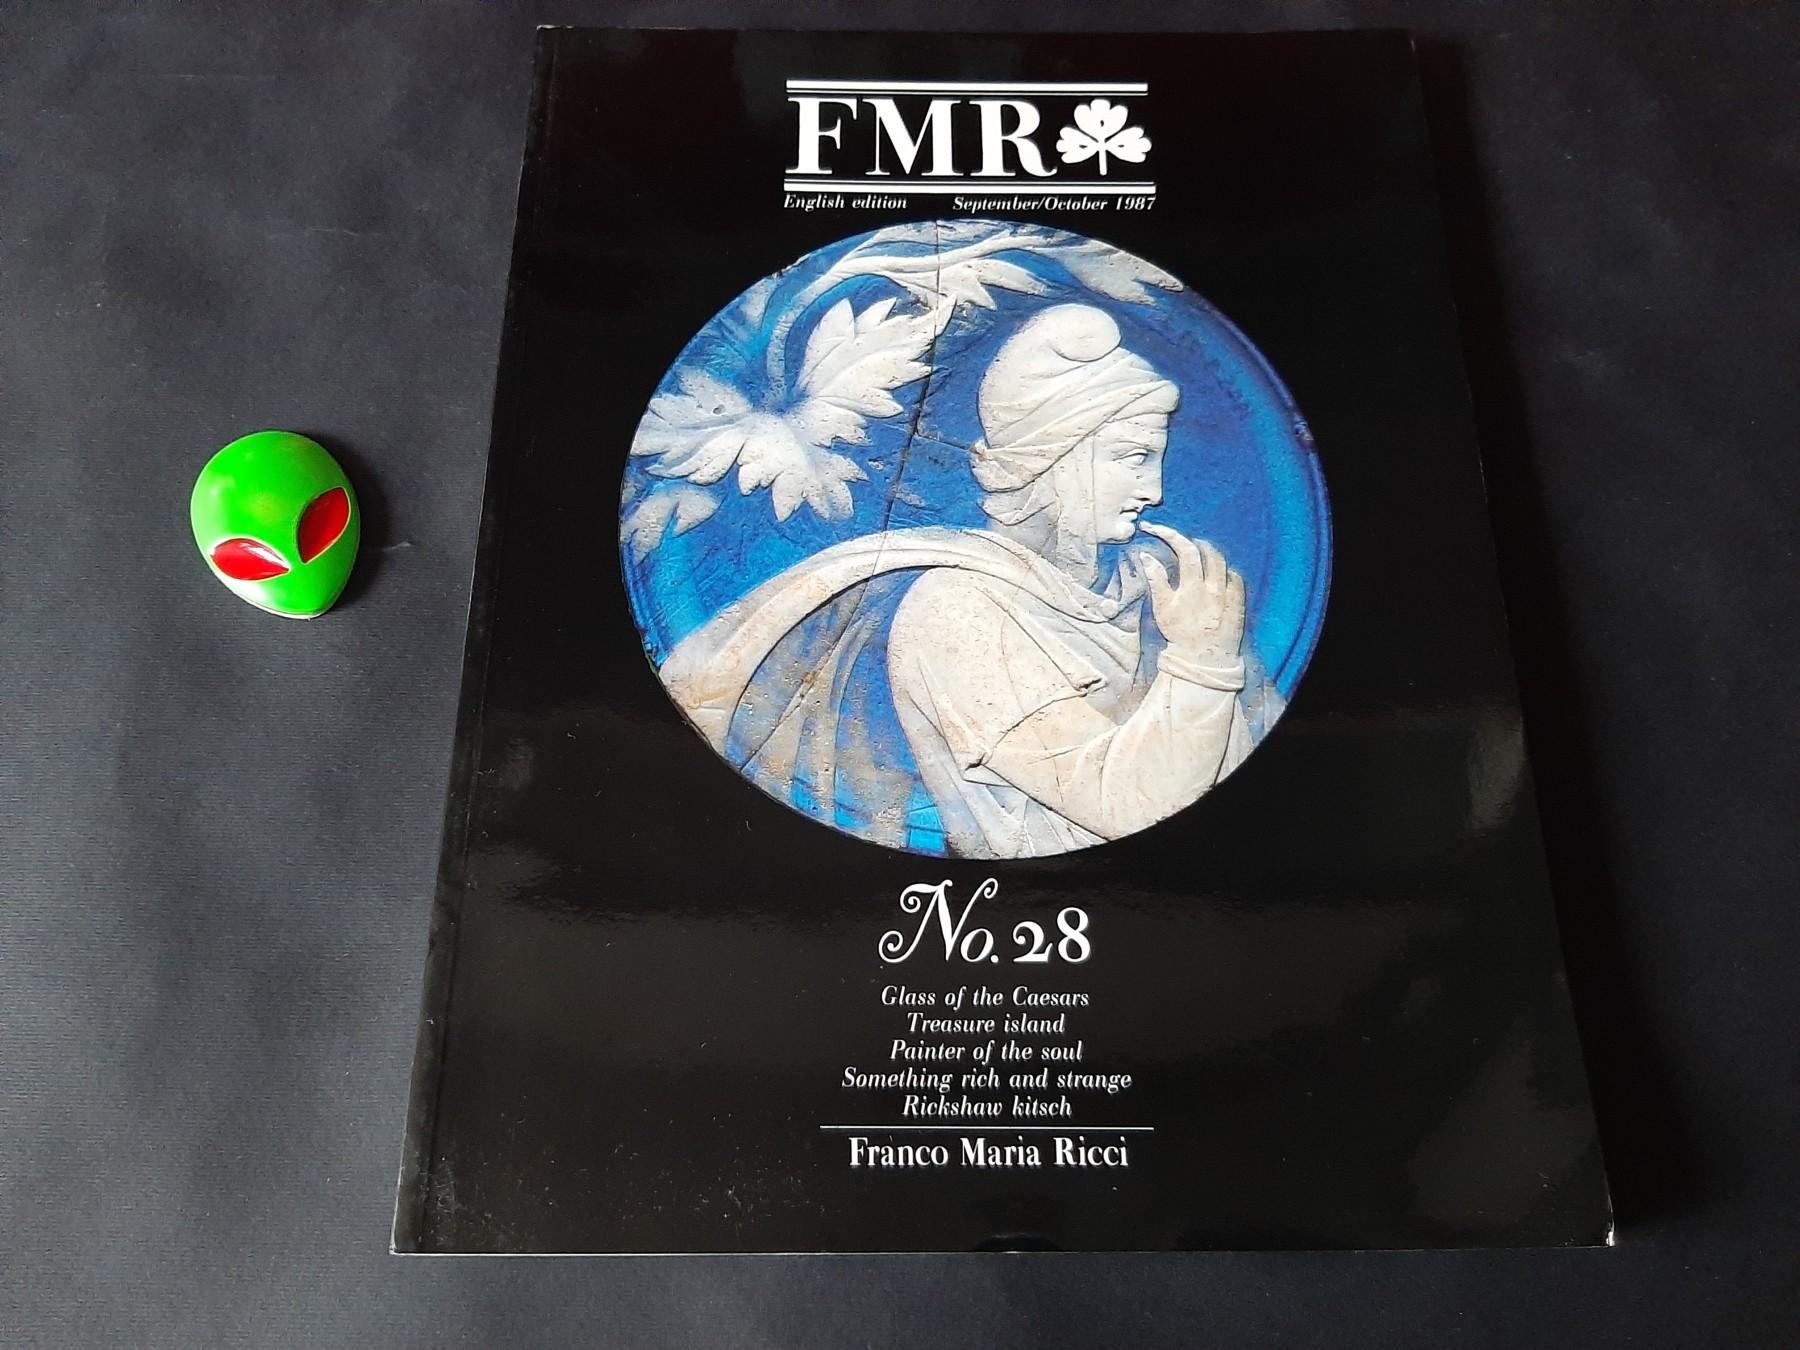 FMR
English edition September/October 1987
No. 28
Glass of the Caesars
Treasure island
Painter of the soul
Something rich and strange
Rickshaw kitsch
Franco Maria Ricci